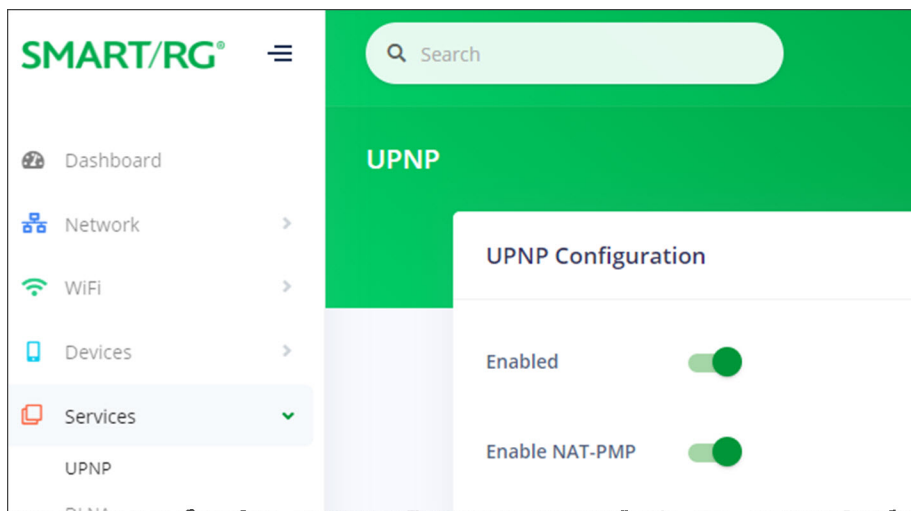 SMART/RG®
Search
Dashboard
Network
WiFi
Devices
Services
UPNP
UPNP
UPNP Configuration
Enabled
Enable NAT-PMP